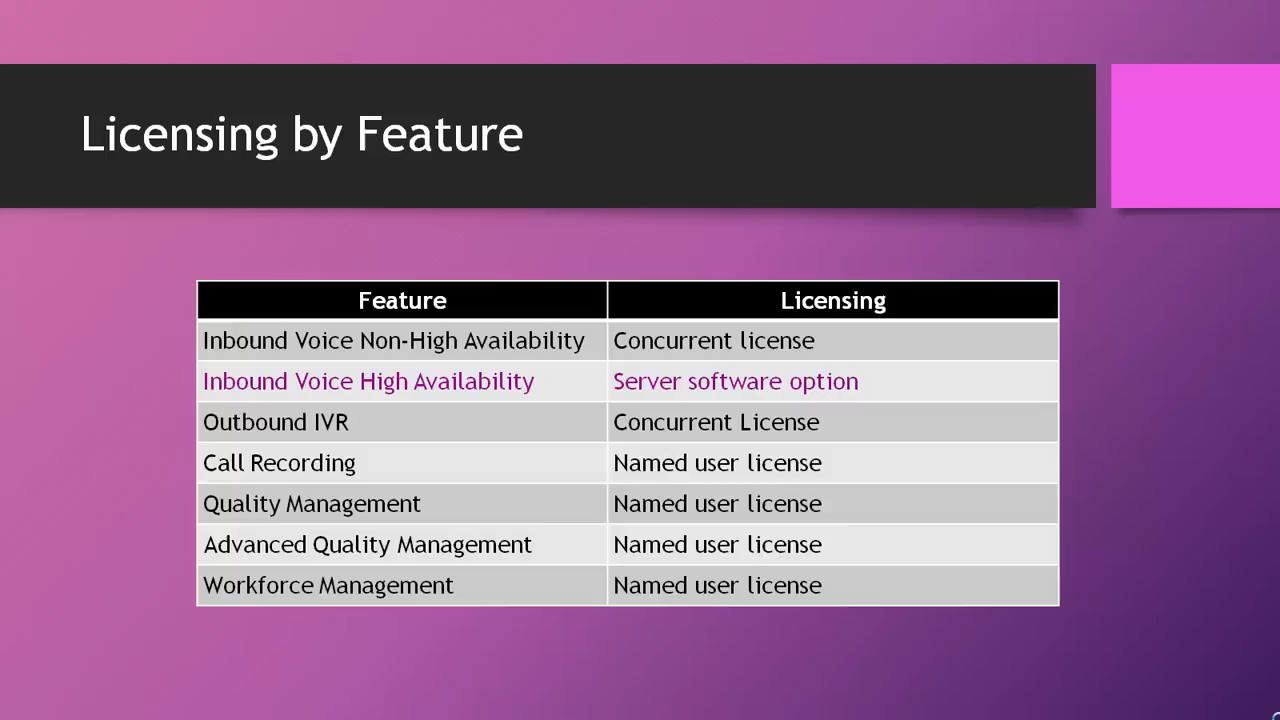 Licensing by Feature
Feature Licensing
Inbound Voice Non-High Availability Concurrent license
Inbound Voice High Availability Server software option
Outbound IVR Concurrent License
Call Recording Named user license
Quality Management Named user license
Advanced Quality Management Named user license
Workforce Management Named user license